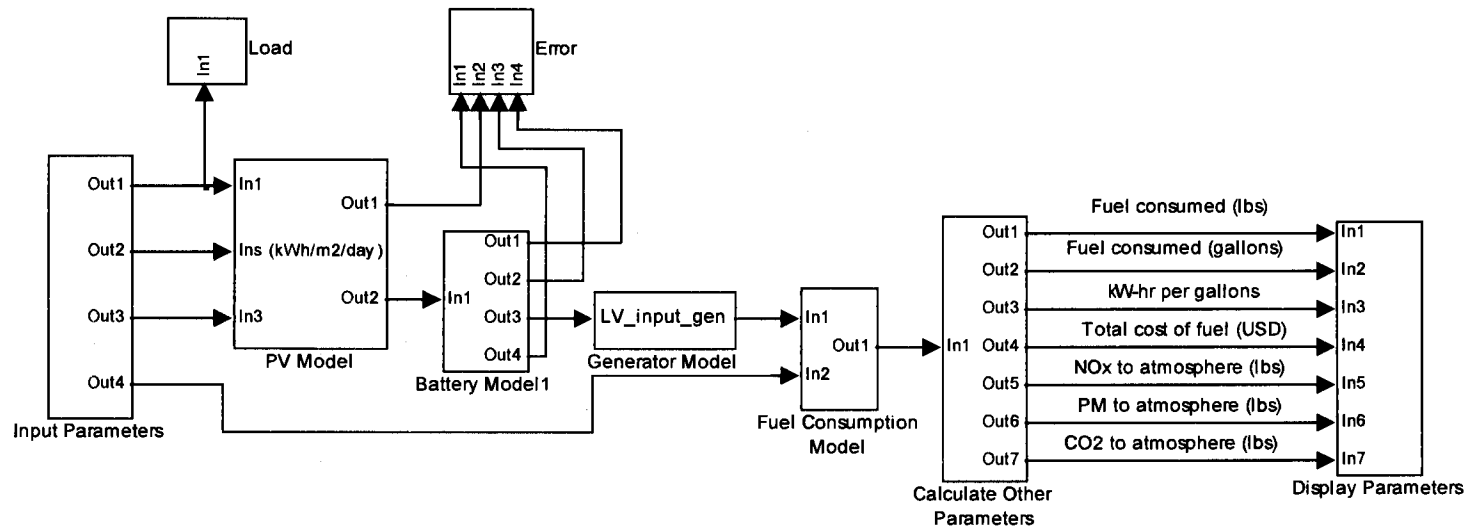 Load
In1
Error
In1
In2
In3
In4
Out1
Out2
Out3
Out4
Input Parameters
In1
Ins (kWh/m2/day)
In3
Out1
Out2
PV Model
In1
Out1
Out2
Out3
Out4
Battery Model1
LV_input_gen
Generator Model
In1
In2
Out1
Fuel Consumption
Model
In1
Out1
Out2
Out3
Out4
Out5
Out6
Out7
Calculate Other
Parameters
Fuel consumed (lbs)
Fuel consumed (gallons)
kW-hr per gallons
Total cost of fuel (USD)
NOx to atmosphere (lbs)
PM to atmosphere (lbs)
CO2 to atmosphere (lbs)
In1
In2
In3
In4
In5
In6
In7
Display Parameters